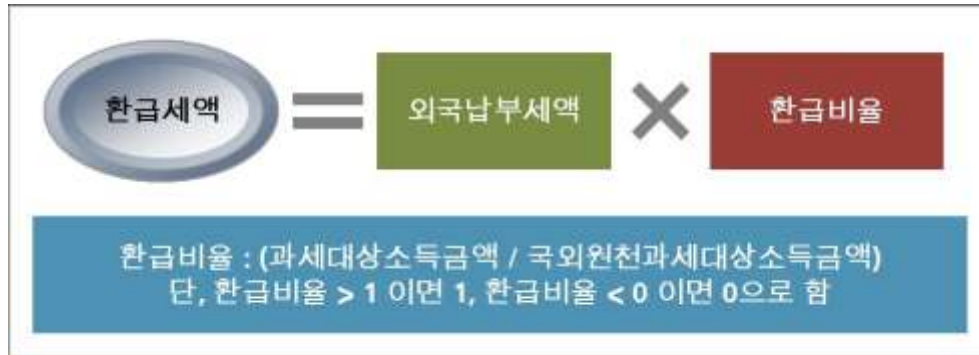 환급세액 = 외국납부세액 × 환급비율
환급비율 : (과세대상소득금액 / 국외원천과세대상소득금액)
단, 환급비율 > 1 이면 1, 환급비율 < 0 이면 0으로 함